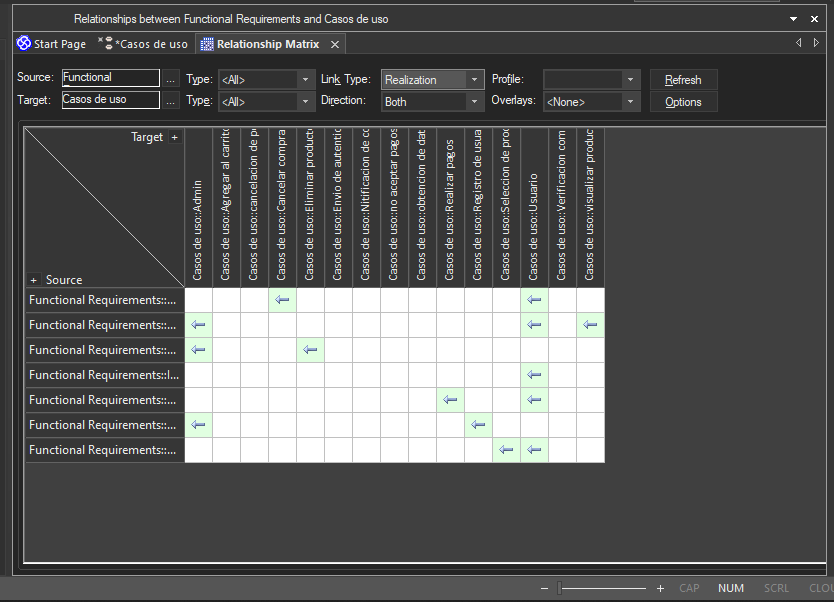 Relationships between Functional Requirements and Casos de uso
Start Page
*Casos de uso
Relationship Matrix
Source: Functional ... Type: <All> Link Type: Realization Profile: Refresh
Target: Casos de uso ... Type: <All> Direction: Both Overlays: <None> Options
Target +
+ Source
Casos de uso::Admin
Casos de uso::Agregar al carrito
Casos de uso::cancelacion de pe
Casos de uso::Cancelar compra
Casos de uso::Eliminar producto
Casos de uso::Envio de autentic
Casos de uso::Nitificacion de co
Casos de uso::no aceptar pagos
Casos de uso::obtencion de dat
Casos de uso::Realizar pagos
Casos de uso::Registro de usua
Casos de uso::Seleccion de proc
Casos de uso::Usuario
Casos de uso::Verificacion com
Casos de uso::visualizar produc
Functional Requirements::...
Functional Requirements::...
Functional Requirements::...
Functional Requirements::I...
Functional Requirements::...
Functional Requirements::...
Functional Requirements::...
CAP NUM SCRL CLOU